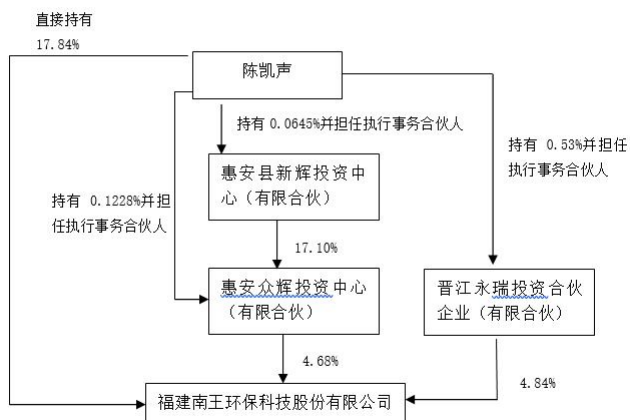 直接持有
17.84%
陈凯声
持有 0.0645%并担任执行事务合伙人
持有 0.53%并担任
执行事务合伙人
惠安县新辉投资中
心（有限合伙）
持有 0.1228%并担
任执行事务合伙人
17.10%
惠安众辉投资中心
（有限合伙）
晋江永瑞投资合伙
企业（有限合伙）
4.68%
4.84%
福建南王环保科技股份有限公司